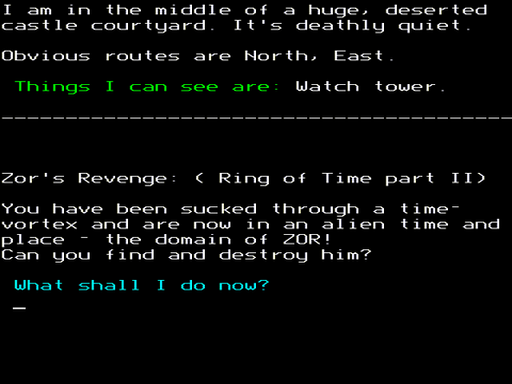 I am in the middle of a huge, deserted
castle courtyard. It's deathly quiet.
Obvious routes are North, East.
Things I can see are: Watch tower.
----------------------------------------
Zor's Revenge: ( Ring of Time part II)
You have been sucked through a time-
vortex and are now in an alien time and
place - the domain of ZOR!
Can you find and destroy him?
What shall I do now?